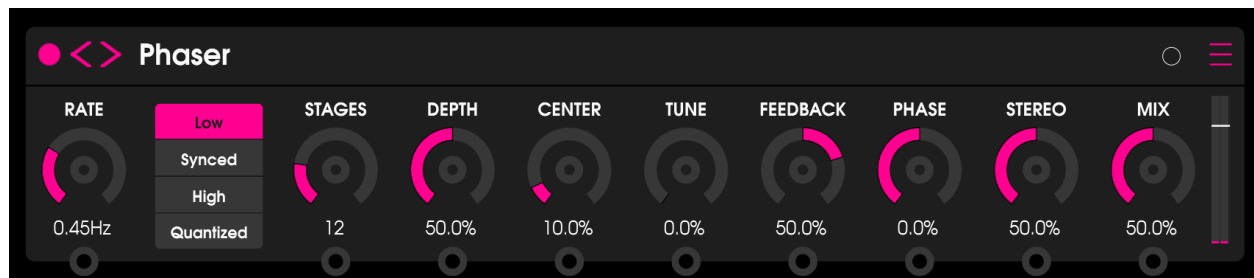 Phaser
RATE
Low
Synced
High
Quantized
STAGES
DEPTH
CENTER
TUNE
FEEDBACK
PHASE
STEREO
MIX
0.45Hz
12
50.0%
10.0%
0.0%
50.0%
0.0%
50.0%
50.0%